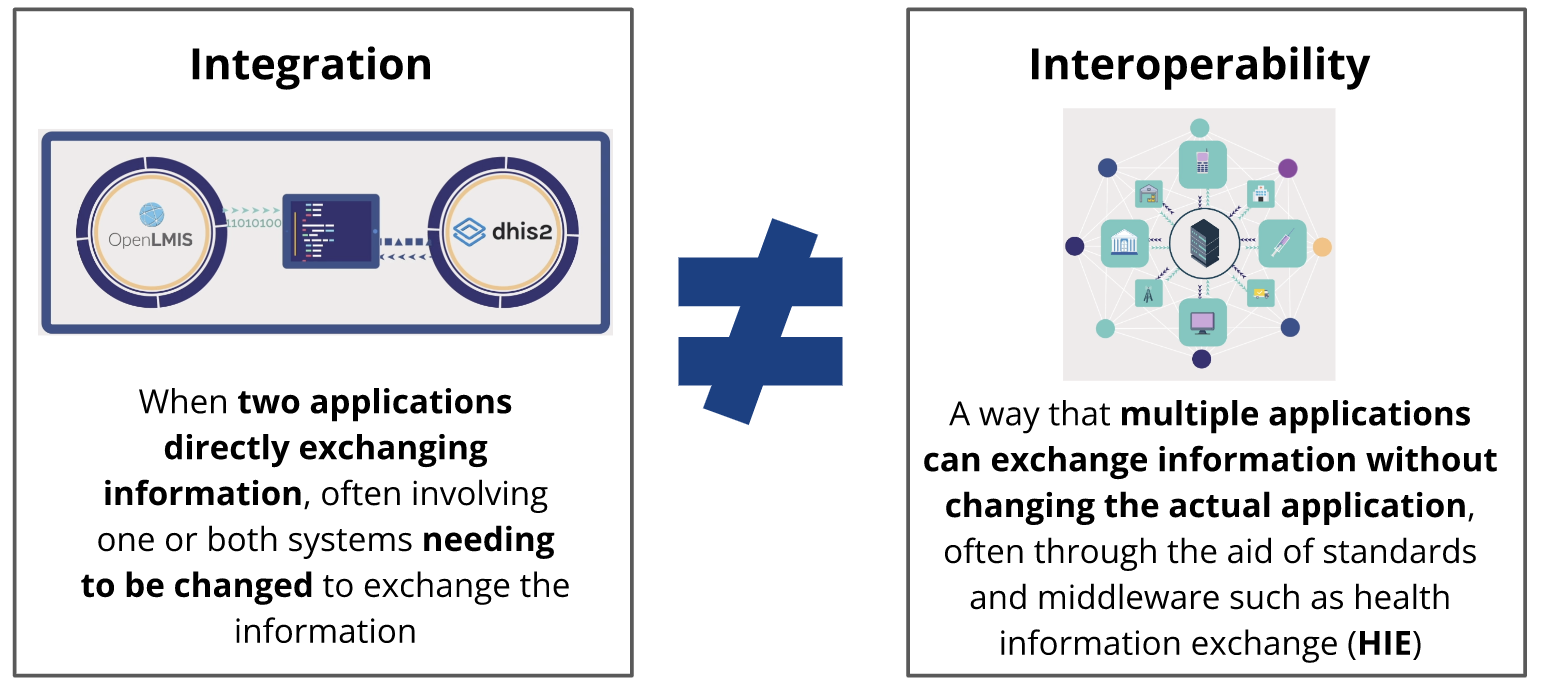 Integration
OpenLMIS
11010100
dhis2
When two applications
directly exchanging
information, often involving
one or both systems needing
to be changed to exchange the
information
≠
Interoperability
A way that multiple applications
can exchange information without
changing the actual application,
often through the aid of standards
and middleware such as health
information exchange (HIE)